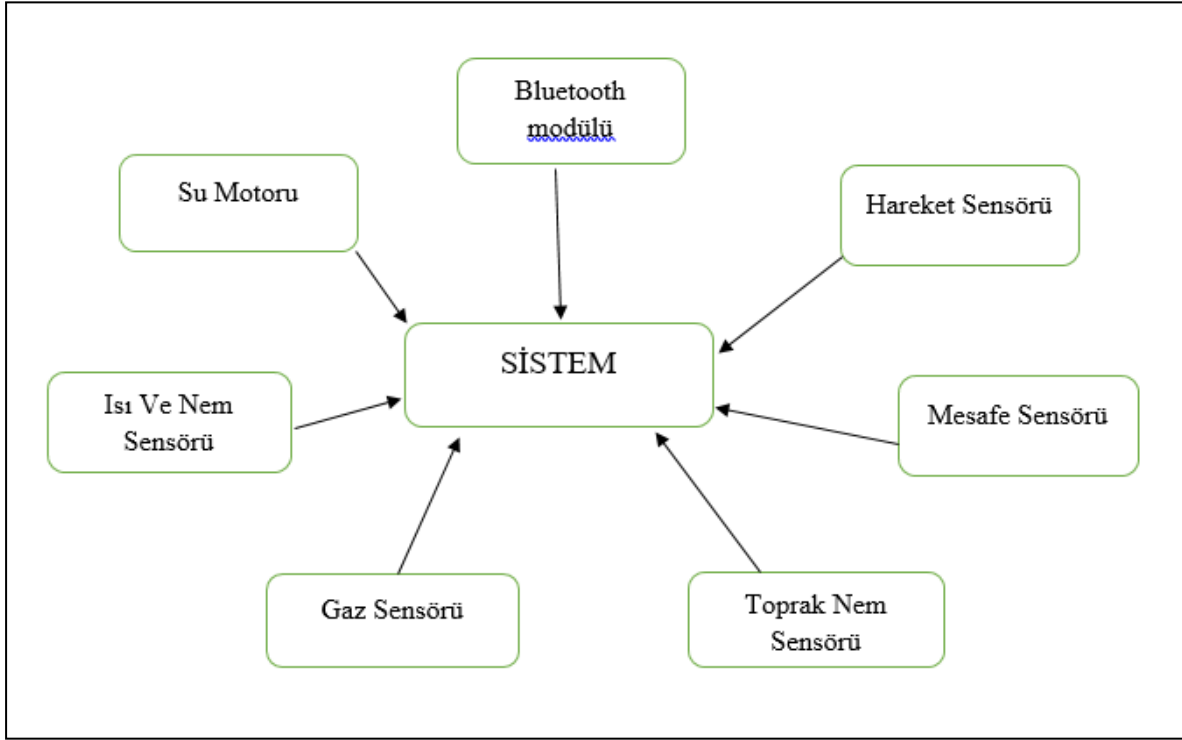 Bluetooth
modülü
Su Motoru
Hareket Sensörü
SİSTEM
Isı Ve Nem
Sensörü
Mesafe Sensörü
Gaz Sensörü
Toprak Nem
Sensörü